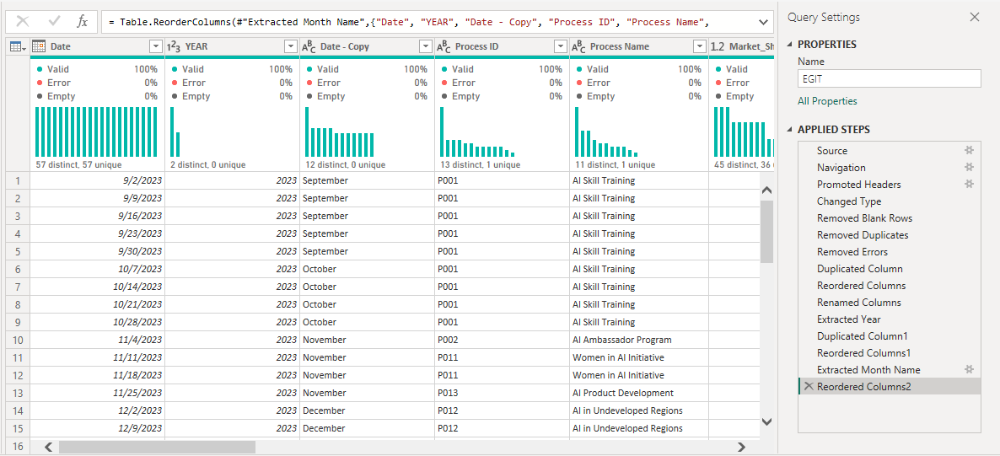 = Table.ReorderColumns(#"Extracted Month Name",{"Date", "YEAR", "Date - Copy", "Process ID", "Process Name",
Date 1 2 3 YEAR A B C Date - Copy A B C Process ID A B C Process Name 1.2 Market_Sh
Valid 100% Valid 100% Valid 100% Valid 100% Valid 100% Valid
Error 0% Error 0% Error 0% Error 0% Error 0% Error
Empty 0% Empty 0% Empty 0% Empty 0% Empty 0% Empty
57 distinct, 57 unique 2 distinct, 0 unique 12 distinct, 0 unique 13 distinct, 1 unique 11 distinct, 1 unique 45 distinct, 36
1 9/2/2023 2023 September P001 AI Skill Training
2 9/9/2023 2023 September P001 AI Skill Training
3 9/16/2023 2023 September P001 AI Skill Training
4 9/23/2023 2023 September P001 AI Skill Training
5 9/30/2023 2023 September P001 AI Skill Training
6 10/7/2023 2023 October P001 AI Skill Training
7 10/14/2023 2023 October P001 AI Skill Training
8 10/21/2023 2023 October P001 AI Skill Training
9 10/28/2023 2023 October P001 AI Skill Training
10 11/4/2023 2023 November P002 AI Ambassador Program
11 11/11/2023 2023 November P011 Women in AI Initiative
12 11/18/2023 2023 November P011 Women in AI Initiative
13 11/25/2023 2023 November P013 AI Product Development
14 12/2/2023 2023 December P012 AI in Undeveloped Regions
15 12/9/2023 2023 December P012 AI in Undeveloped Regions
16
Query Settings
PROPERTIES
Name
EGIT
All Properties
APPLIED STEPS
Source
Navigation
Promoted Headers
Changed Type
Removed Blank Rows
Removed Duplicates
Removed Errors
Duplicated Column
Reordered Columns
Renamed Columns
Extracted Year
Duplicated Column1
Reordered Columns1
Extracted Month Name
Reordered Columns2